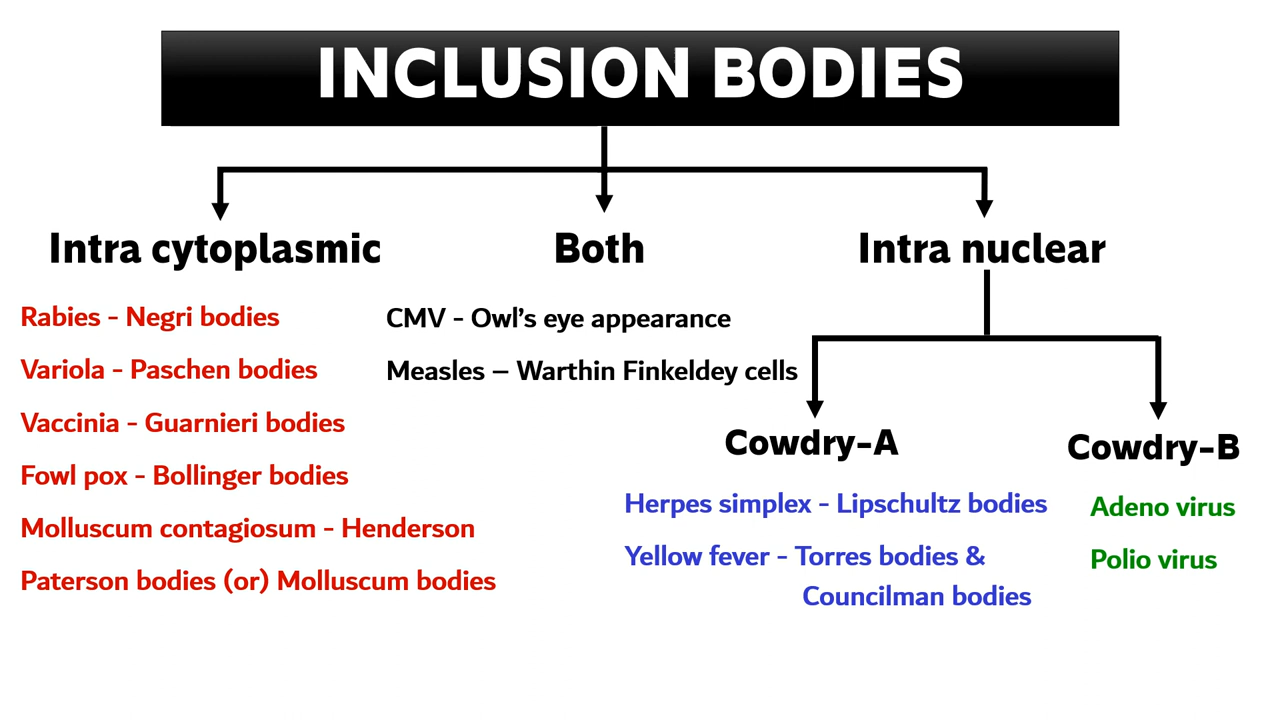 INCLUSION BODIES
Intra cytoplasmic
Rabies - Negri bodies
Variola - Paschen bodies
Vaccinia - Guarnieri bodies
Fowl pox - Bollinger bodies
Molluscum contagiosum - Henderson
Paterson bodies (or) Molluscum bodies
Both
CMV - Owl's eye appearance
Measles – Warthin Finkeldey cells
Intra nuclear
Cowdry-A
Herpes simplex - Lipschultz bodies
Yellow fever - Torres bodies &
Councilman bodies
Cowdry-B
Adeno virus
Polio virus